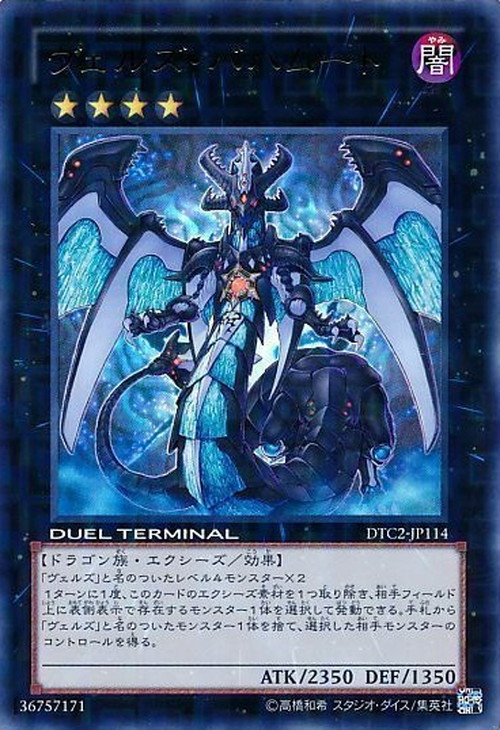 ヴェルズ・バハムート
やみ
闇
DUEL TERMINAL
DTC2-JP114
【ドラゴン族・エクシーズ/効果】
「ヴェルズ」と名のついたレベル4モンスター×2
1ターンに1度、このカードのエクシーズ素材を1つ取り除き、相手フィールド
上に表側表示で存在するモンスター1体を選択して発動できる。手札から
「ヴェルズ」と名のついたモンスター1体を捨て、選択した相手モンスターの
コントロールを得る。
ATK/2350 DEF/1350
36757171
©高橋和希 スタジオ・ダイス/集英社